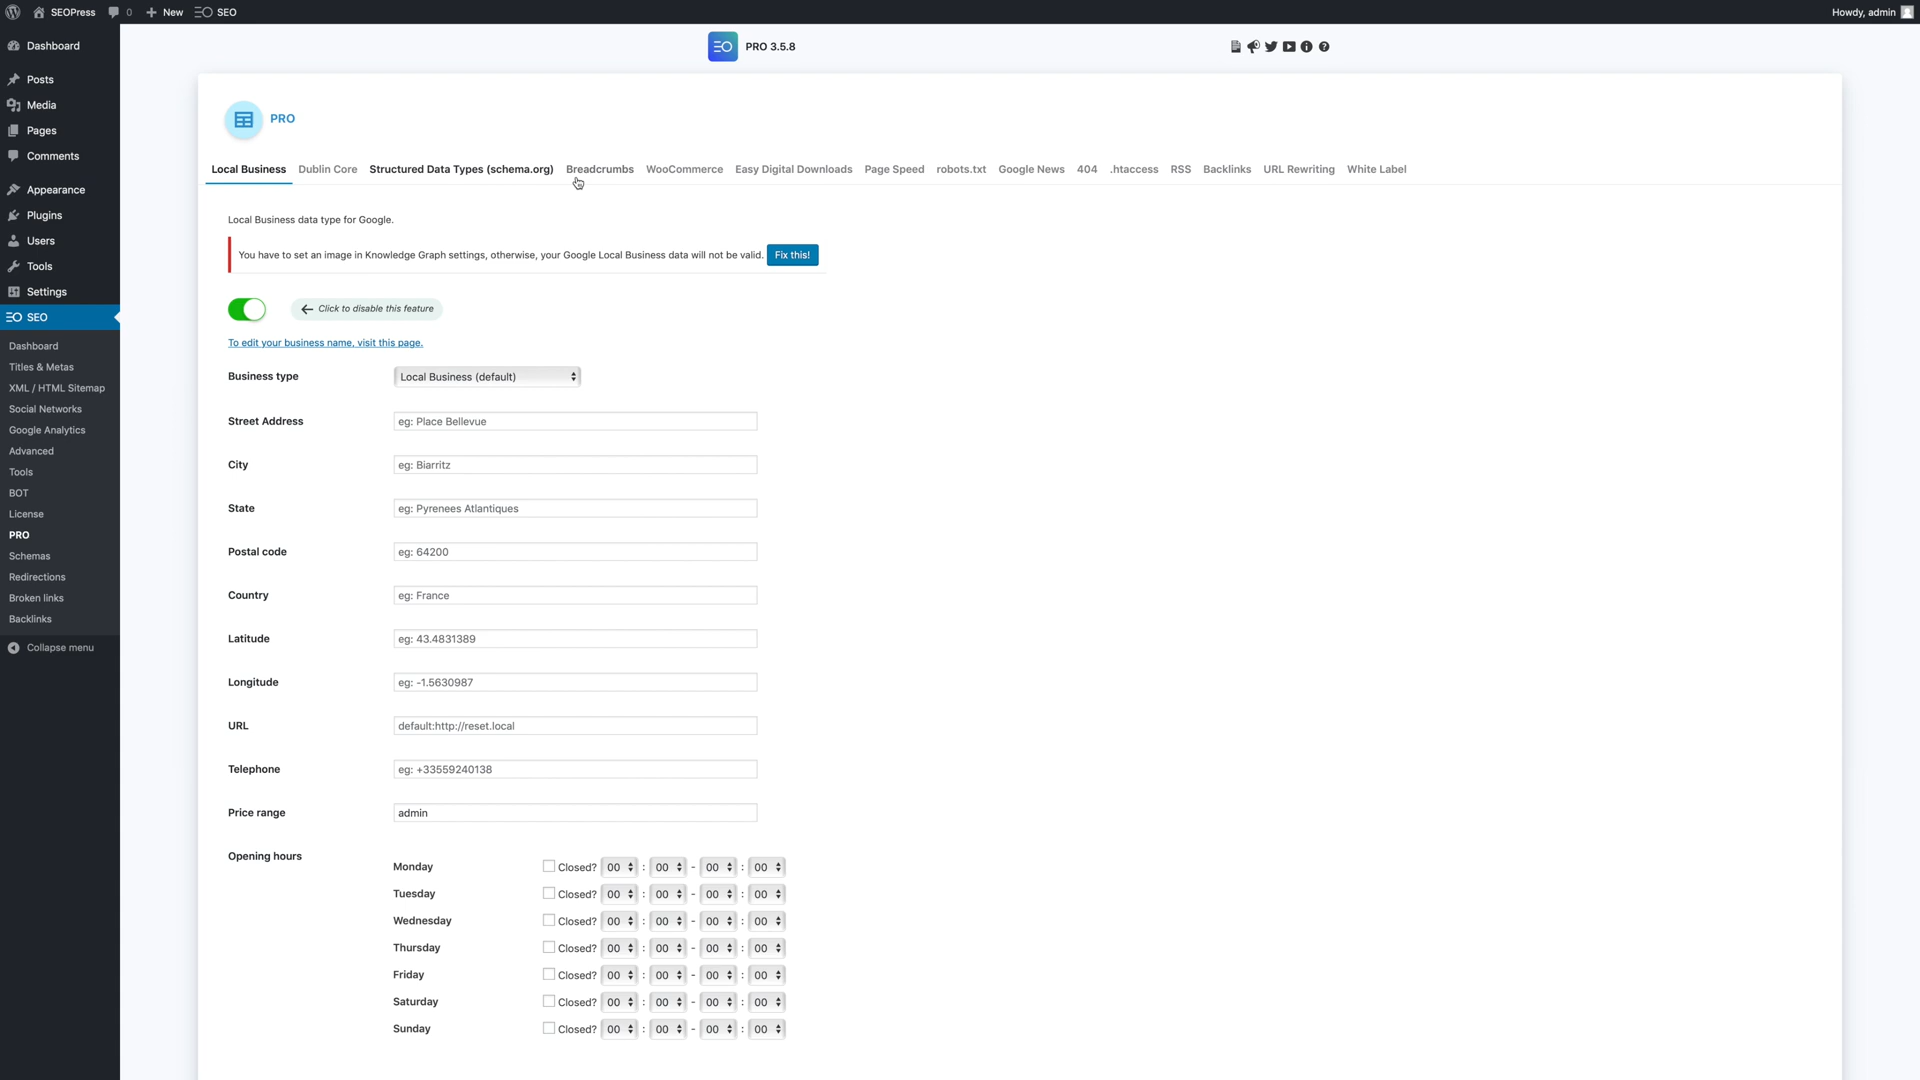 SEOPress 0 New SEO Howdy, admin
PRO 3.5.8
Dashboard
Posts
Media
Pages
Comments
Appearance
Plugins
Users
Tools
Settings
SEO
Dashboard
Titles & Metas
XML / HTML Sitemap
Social Networks
Google Analytics
Advanced
Tools
BOT
License
PRO
Schemas
Redirections
Broken links
Backlinks
Collapse menu
PRO
Local Business Dublin Core Structured Data Types (schema.org) Breadcrumbs WooCommerce Easy Digital Downloads Page Speed robots.txt Google News 404 .htaccess RSS Backlinks URL Rewriting White Label
Local Business data type for Google.
You have to set an image in Knowledge Graph settings, otherwise, your Google Local Business data will not be valid. Fix this!
Click to disable this feature
To edit your business name, visit this page.
Business type Local Business (default)
Street Address eg: Place Bellevue
City eg: Biarritz
State eg: Pyrenees Atlantiques
Postal code eg: 64200
Country eg: France
Latitude eg: 43.4831389
Longitude eg: -1.5630987
URL default:http://reset.local
Telephone eg: +33559240138
Price range admin
Opening hours
Monday Closed? 00 : 00 - 00 : 00
Tuesday Closed? 00 : 00 - 00 : 00
Wednesday Closed? 00 : 00 - 00 : 00
Thursday Closed? 00 : 00 - 00 : 00
Friday Closed? 00 : 00 - 00 : 00
Saturday Closed? 00 : 00 - 00 : 00
Sunday Closed? 00 : 00 - 00 : 00